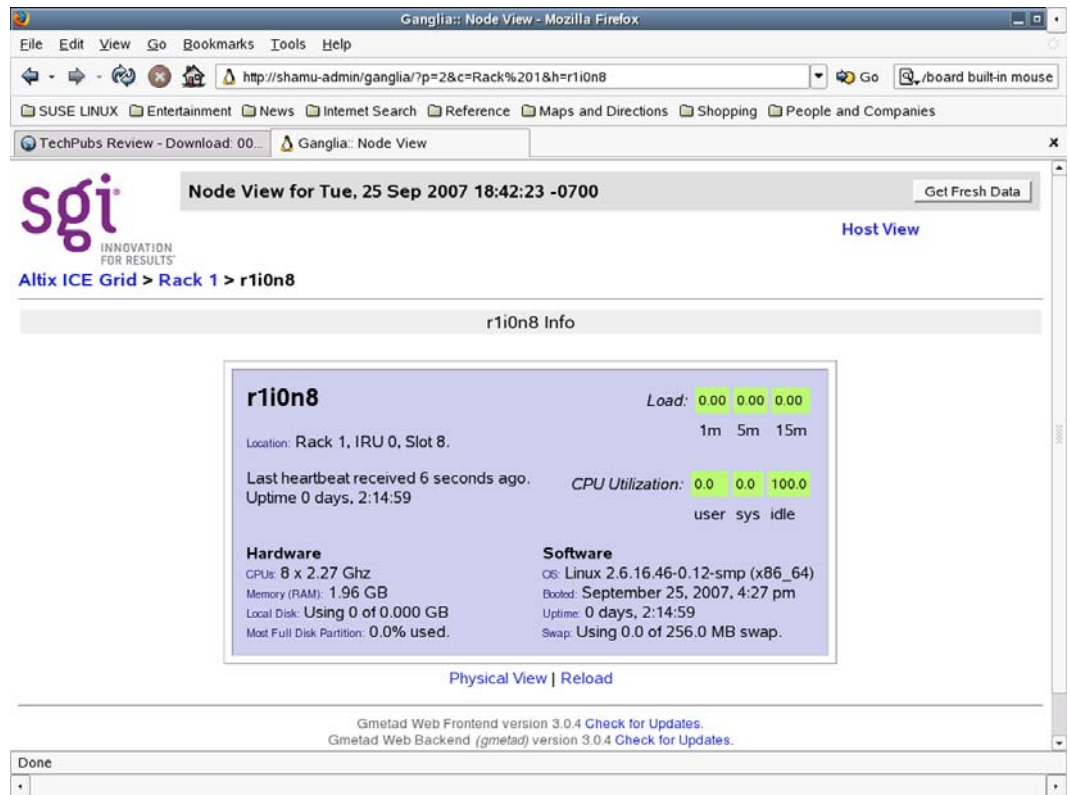 Ganglia:: Node View - Mozilla Firefox
File Edit View Go Bookmarks Tools Help
http://shamu-admin/ganglia/?p=2&c=Rack%201&h=r1i0n8 Go /board built-in mouse
SUSE LINUX Entertainment News Internet Search Reference Maps and Directions Shopping People and Companies
TechPubs Review - Download: 00... Ganglia:: Node View
sgi
INNOVATION
FOR RESULTS
Node View for Tue, 25 Sep 2007 18:42:23 -0700
Get Fresh Data
Host View
Altix ICE Grid > Rack 1 > r1i0n8
r1i0n8 Info
r1i0n8
Location: Rack 1, IRU 0, Slot 8.
Last heartbeat received 6 seconds ago.
Uptime 0 days, 2:14:59
Load: 0.00 0.00 0.00
1m 5m 15m
CPU Utilization: 0.0 0.0 100.0
user sys idle
Hardware
CPUs: 8 x 2.27 Ghz
Memory (RAM): 1.96 GB
Local Disk: Using 0 of 0.000 GB
Most Full Disk Partition: 0.0% used.
Software
OS: Linux 2.6.16.46-0.12-smp (x86_64)
Booted: September 25, 2007, 4:27 pm
Uptime: 0 days, 2:14:59
Swap: Using 0.0 of 256.0 MB swap.
Physical View | Reload
Gmetad Web Frontend version 3.0.4 Check for Updates.
Gmetad Web Backend (gmetad) version 3.0.4 Check for Updates.
Done